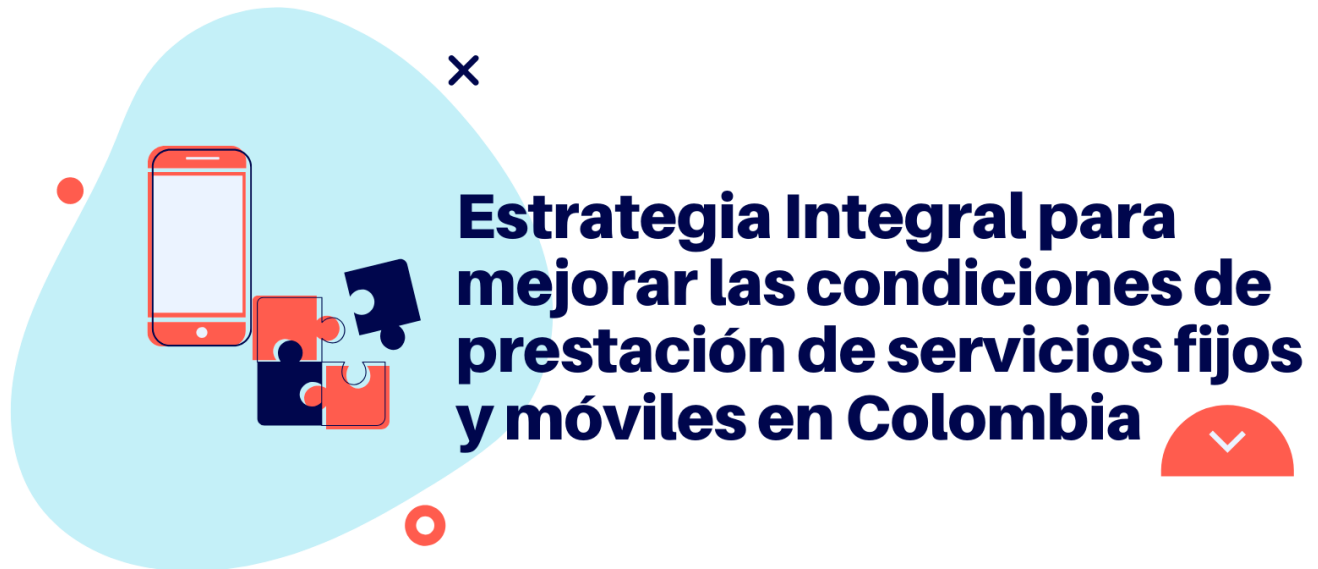 Estrategia Integral para
mejorar las condiciones de
prestación de servicios fijos
y móviles en Colombia